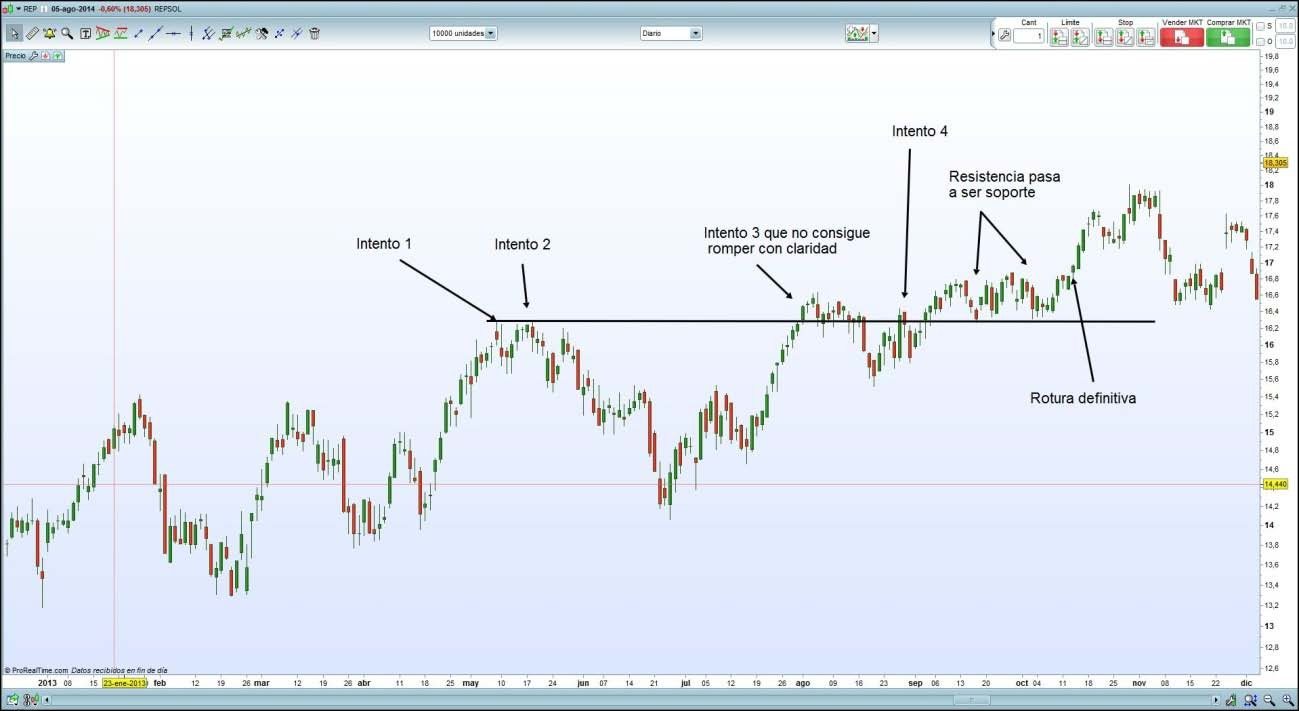 REP 05-ago-2014 -0,60% (18,305) REPSOL
10000 unidades
Diario
Cant
Límite
Stop
Vender MKT
Comprar MKT
1
S 10.0
O 10.0
Precio
19,8
19,6
19,4
19,2
19
18,8
18,6
18,4
18,305
18,2
18
17,8
17,6
17,4
17,2
17
16,8
16,6
16,4
16,2
16
15,8
15,6
15,4
15,2
15
14,8
14,6
14,440
14,2
14
13,8
13,6
13,4
13,2
13
12,8
12,6
Intento 4
Resistencia pasa
a ser soporte
Intento 1
Intento 2
Intento 3 que no consigue
romper con claridad
Rotura definitiva
© ProRealTime.com Datos recibidos en fin de día
2013 08 15 23-ene-2013 feb 12 19 26 mar 12 19 26 abr 11 18 25 may 10 17 24 jun 07 14 21 jul 05 12 19 26 ago 09 16 23 sep 06 13 20 oct 04 11 18 25 nov 08 15 22 dic